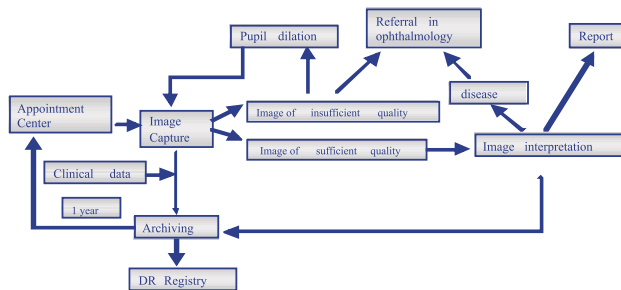 Pupil dilation
Referral in
ophthalmology
Report
Appointment
Center
Image
Capture
Image of insufficient quality
disease
Image of sufficient quality
Image interpretation
Clinical data
1 year
Archiving
DR Registry